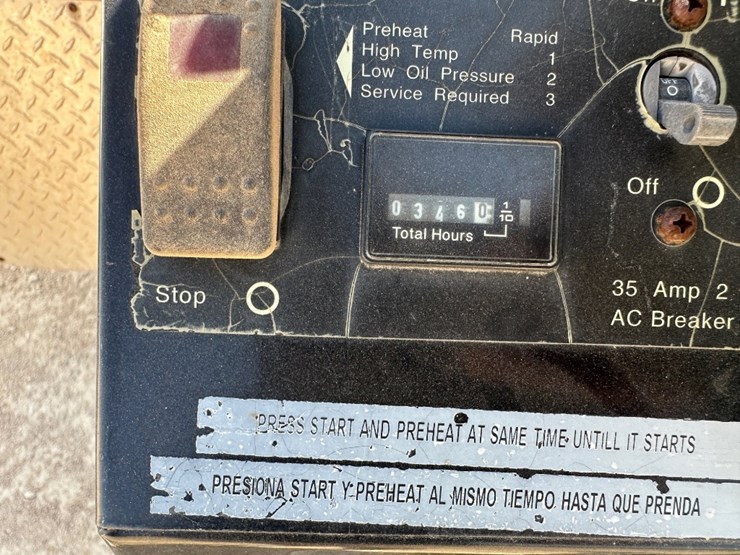 Preheat Rapid
High Temp 1
Low Oil Pressure 2
Service Required 3
OFF
0 3 4 6 0 1/10
Total Hours
Off
Stop
35 Amp 2
AC Breaker
PRESS START AND PREHEAT AT SAME TIME UNTILL IT STARTS
PRESIONA START Y PREHEAT AL MISMO TIEMPO HASTA QUE PRENDA